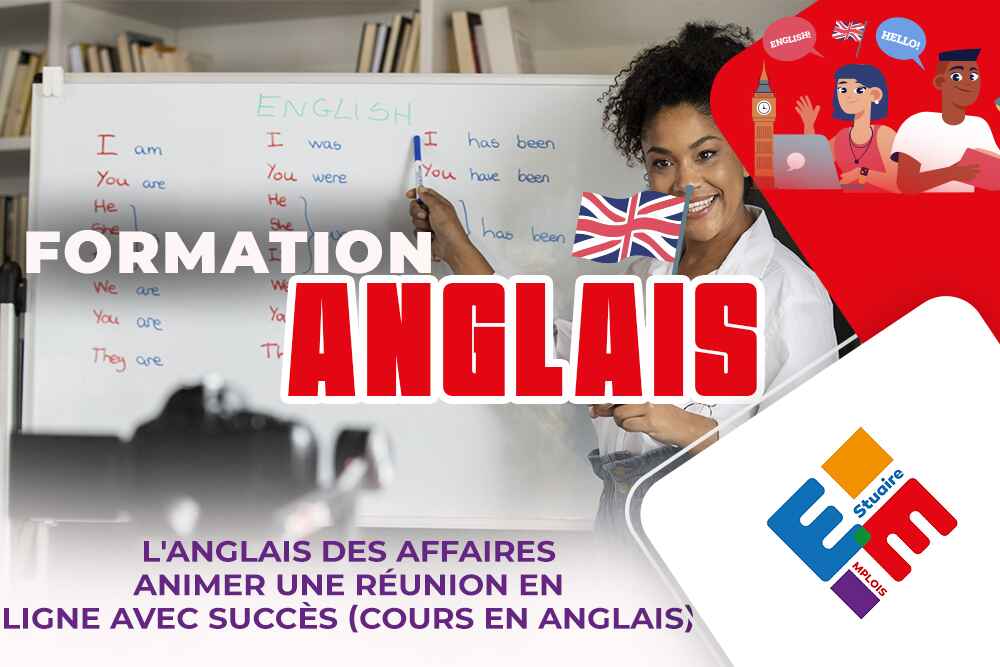 ENGLISH
I am
You are
He
She
We are
You are
They are
I was
You were
He
She
I has been
You have been
has been
ENGLISH!
HELLO!
FORMATION
ANGLAIS
Estuaire
EMPLOIS
L'ANGLAIS DES AFFAIRES
ANIMER UNE RÉUNION EN
LIGNE AVEC SUCCÈS (COURS EN ANGLAIS)